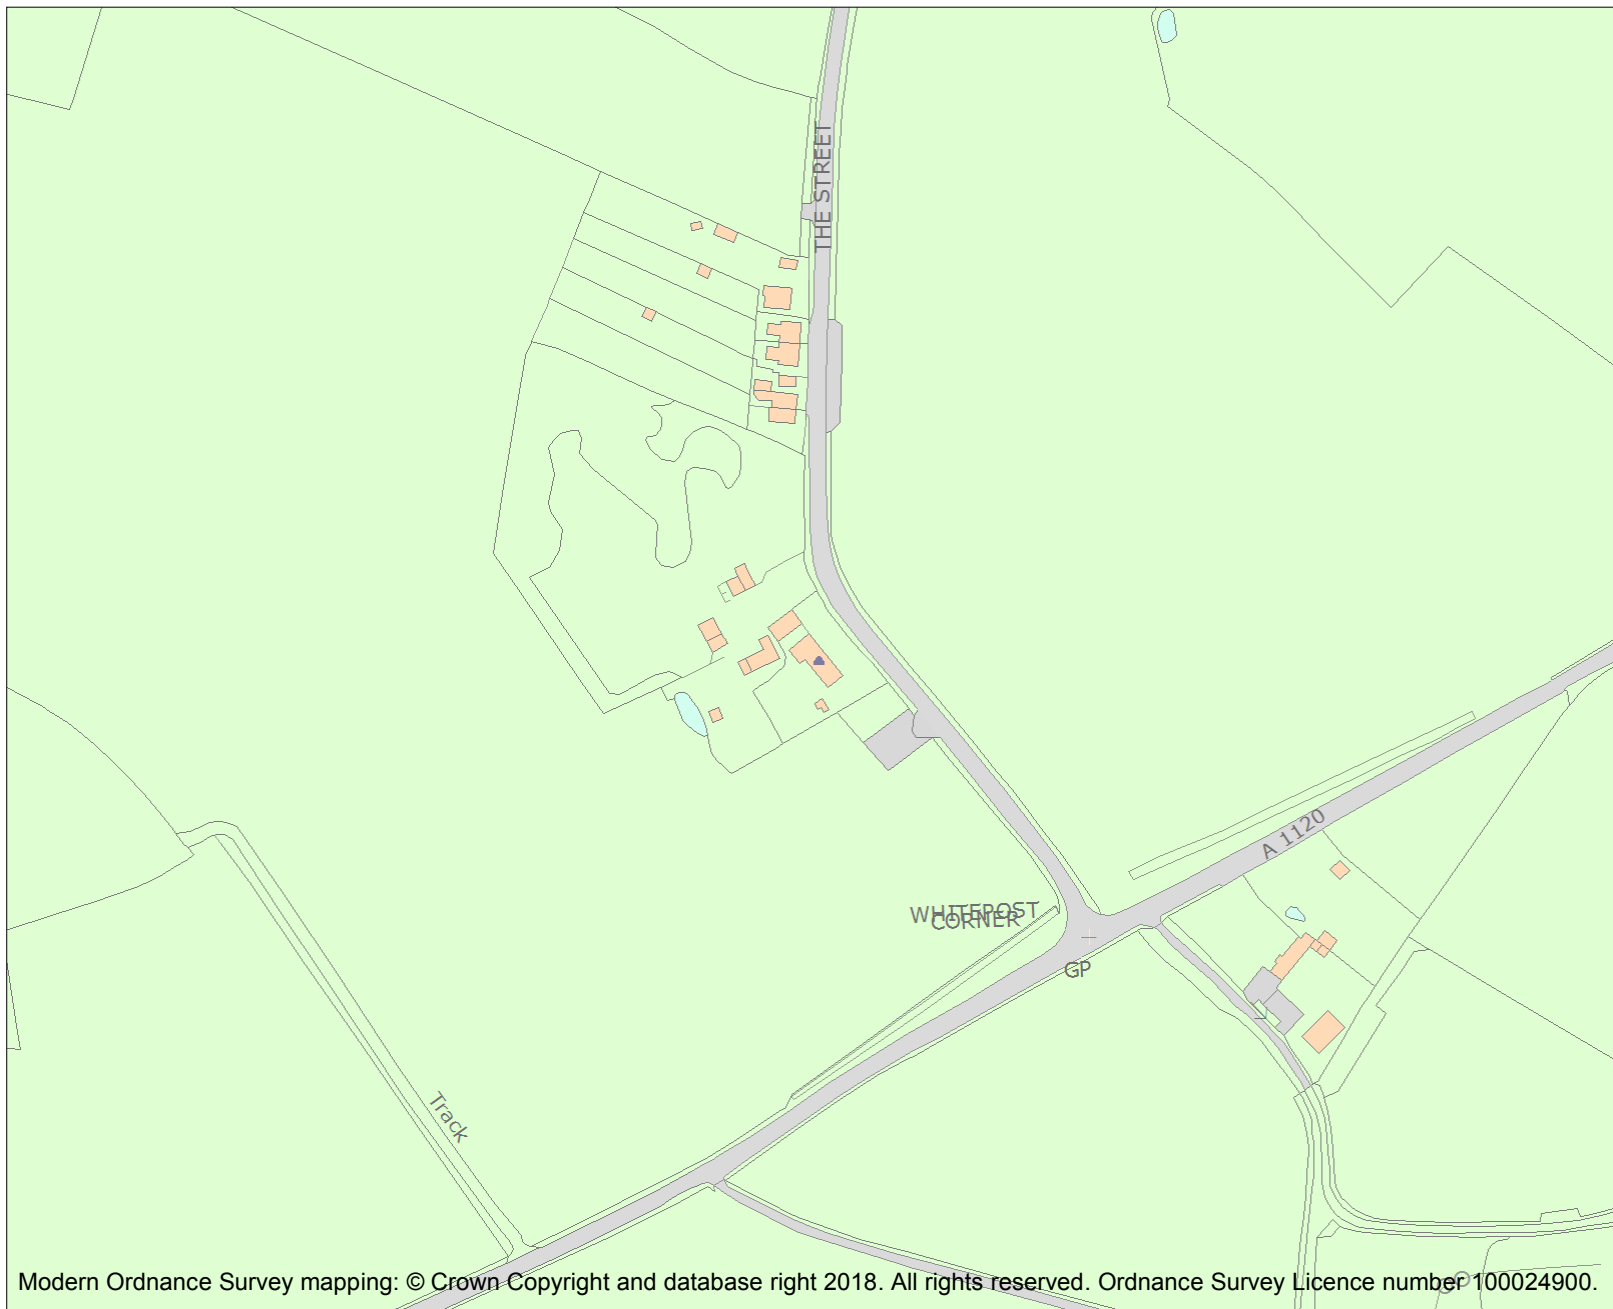 THE STREET
A 1120
WHITEPOST
CORNER
GP
Track
Modern Ordnance Survey mapping: © Crown Copyright and database right 2018. All rights reserved. Ordnance Survey Licence number 100024900.